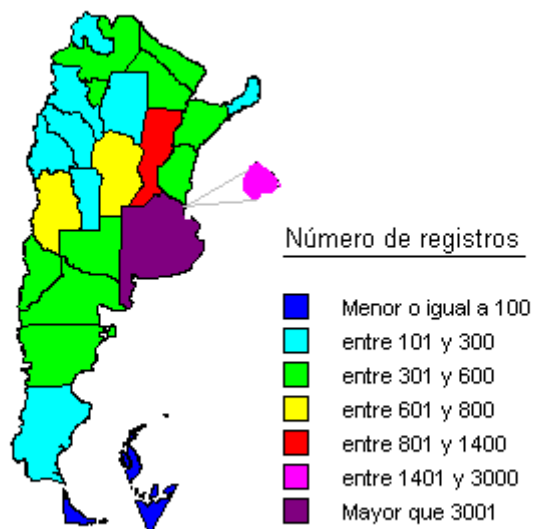 Número de registros
Menor o igual a 100
entre 101 y 300
entre 301 y 600
entre 601 y 800
entre 801 y 1400
entre 1401 y 3000
Mayor que 3001